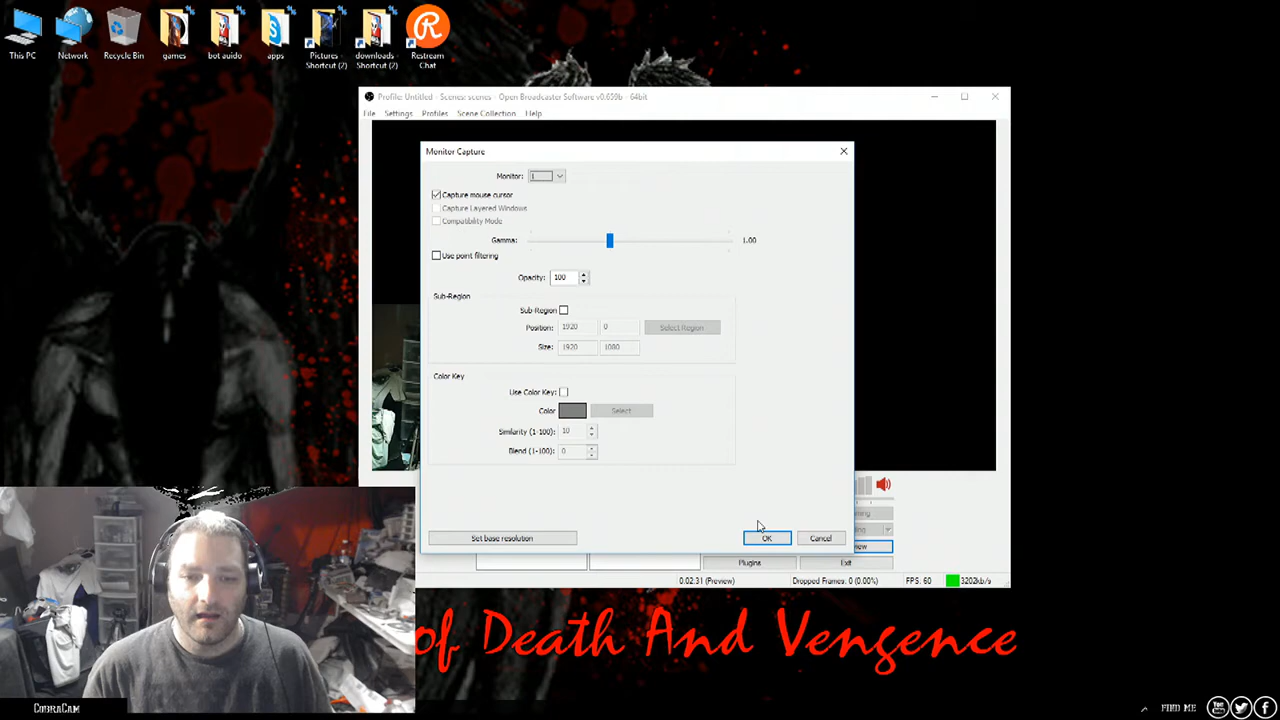 This PC
Network
Recycle Bin
games
bot auido
apps
Pictures - Shortcut (2)
downloads - Shortcut (2)
Restream Chat
Profile: Untitled - Scenes: scenes - Open Broadcaster Software v0.659b - 64bit
File Settings Profiles Scene Collection Help
Monitor Capture
Monitor:
Capture mouse cursor
Capture Layered Windows
Compatibility Mode
Gamma: 1.00
Use point filtering
Opacity: 100
Sub-Region
Sub-Region
Position: 1920 0 Select Region
Size: 1920 1080
Color Key
Use Color Key:
Color Select
Similarity (1-100): 10
Blend (1-100): 0
Set base resolution OK Cancel
Plugins Exit
0:02:31 (Preview) Dropped Frames: 0 (0.00%) FPS: 60 3202kb/s
of Death And Vengence
CobraCam
FIND ME